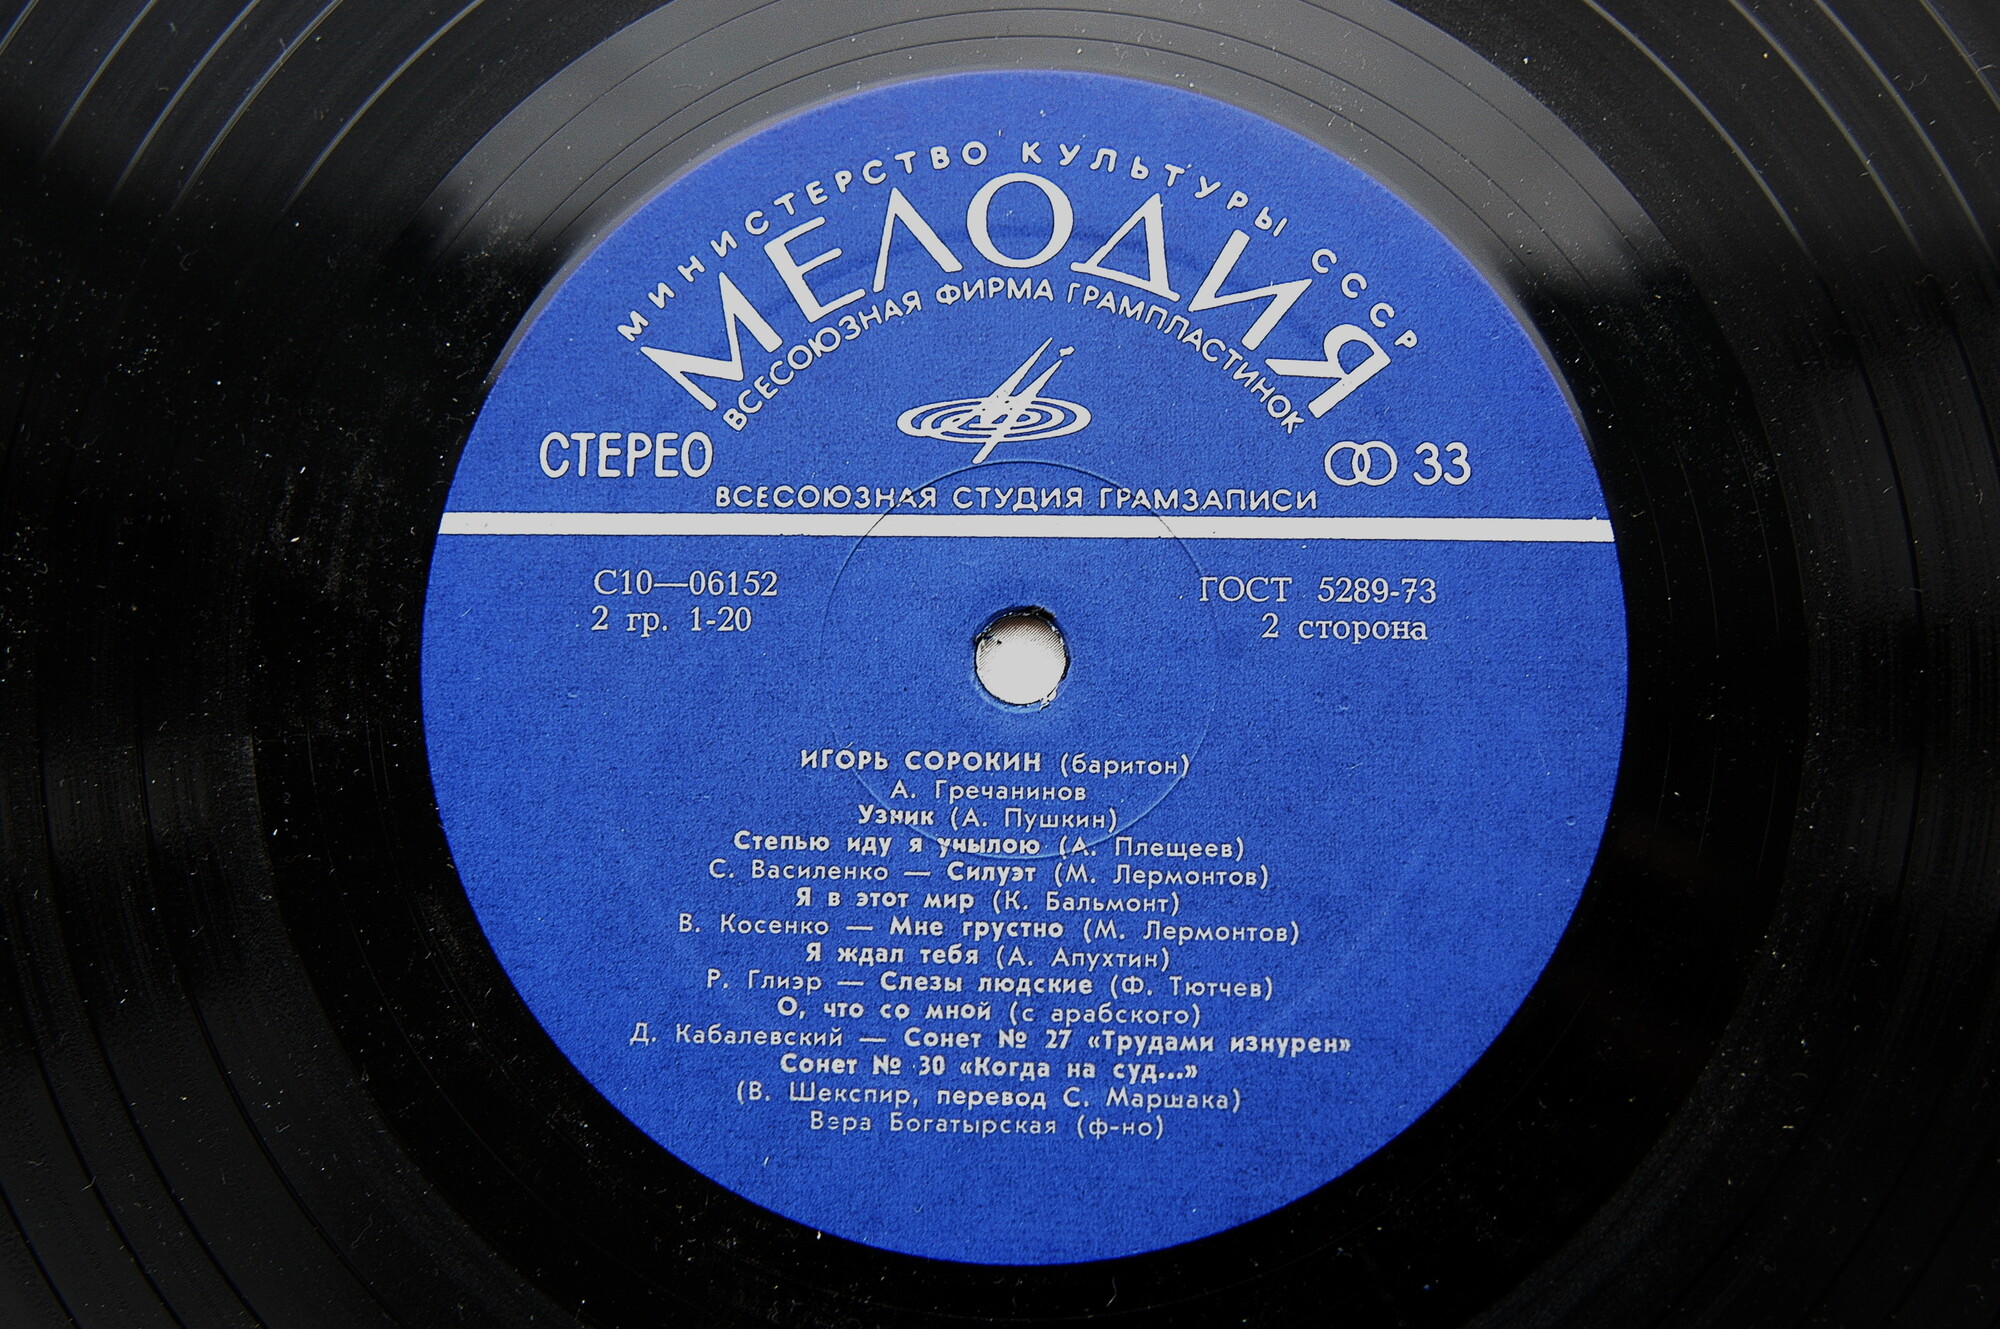 МИНИСТЕРСТВО КУЛЬТУРЫ СССР
МЕЛОДИЯ
ВСЕСОЮЗНАЯ ФИРМА ГРАМПЛАСТИНОК
СТЕРЕО
33
ВСЕСОЮЗНАЯ СТУДИЯ ГРАМЗАПИСИ
С10—06152
ГОСТ 5289-73
2 гр. 1-20
2 сторона
ИГОРЬ СОРОКИН (баритон)
А. Гречанинов
Узник (А. Пушкин)
Степью иду я унылою (А. Плещеев)
С. Василенко — Силуэт (М. Лермонтов)
Я в этот мир (К. Бальмонт)
В. Косенко — Мне грустно (М. Лермонтов)
Я ждал тебя (А. Апухтин)
Р. Глиэр — Слезы людские (Ф. Тютчев)
О, что со мной (с арабского)
Д. Кабалевский — Сонет № 27 «Трудами изнурен»
Сонет № 30 «Когда на суд...»
(В. Шекспир, перевод С. Маршака)
Вера Богатырская (ф-но)